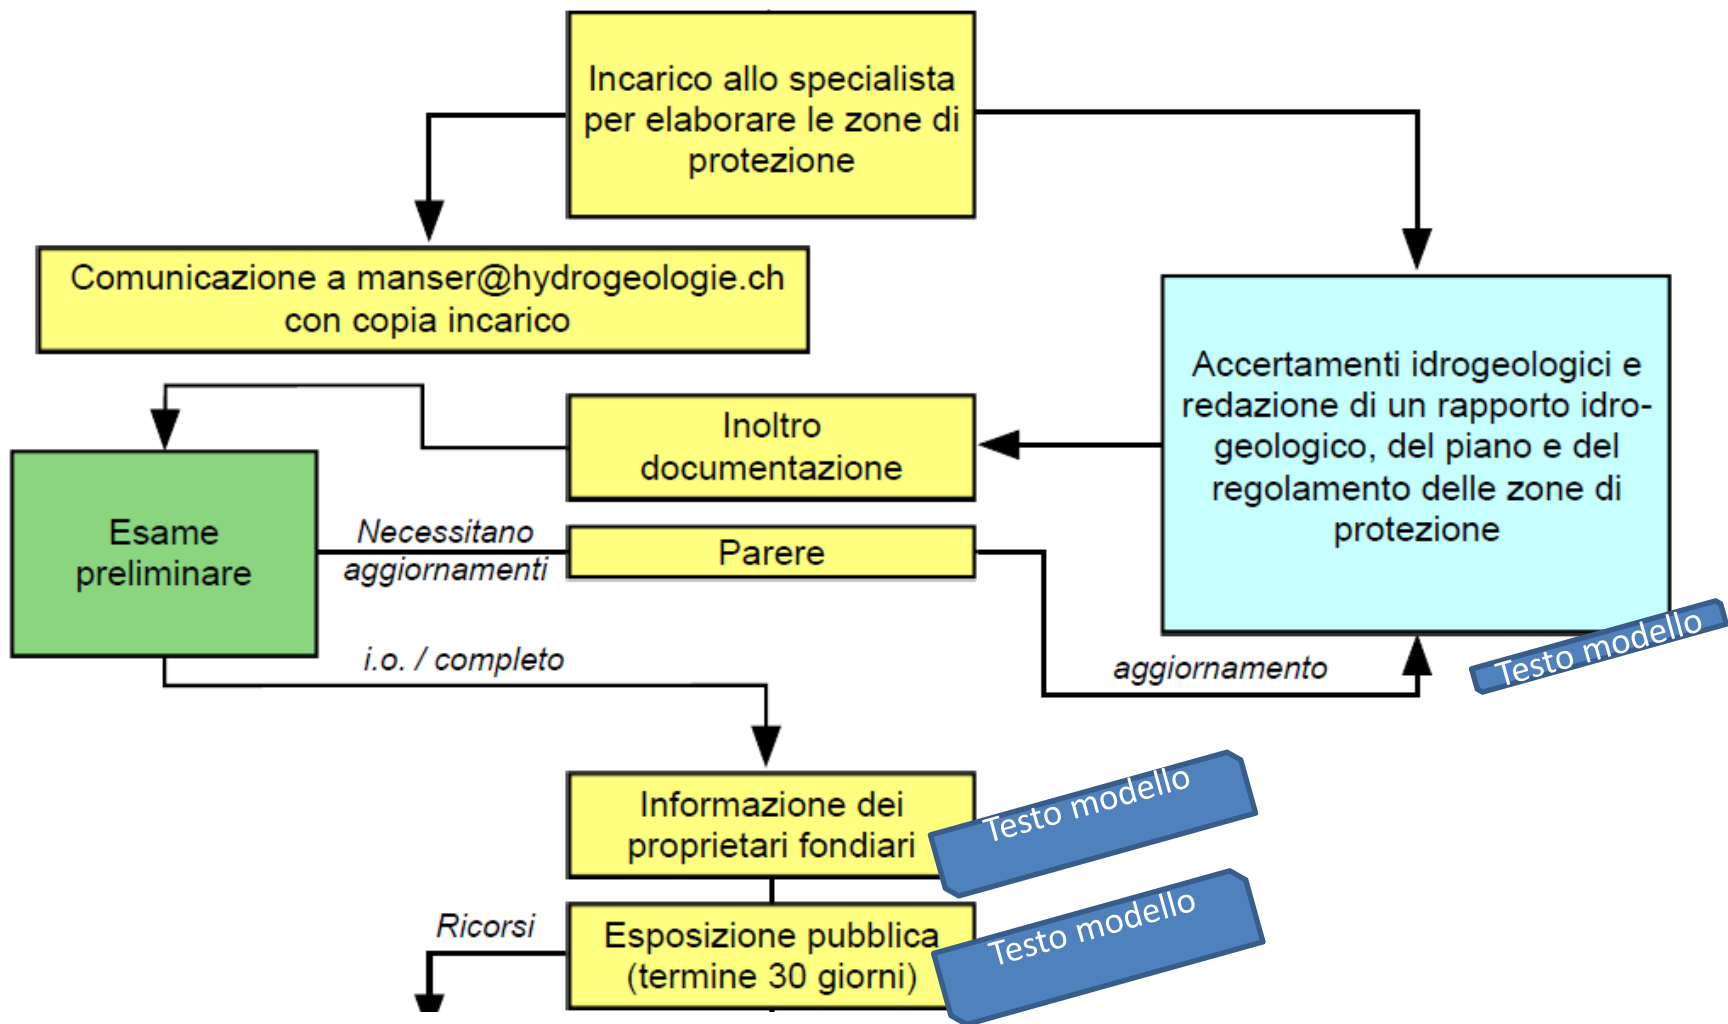 Incarico allo specialista
per elaborare le zone di
protezione
Comunicazione a manser@hydrogeologie.ch
con copia incarico
Accertamenti idrogeologici e
redazione di un rapporto idro-
geologico, del piano e del
regolamento delle zone di
protezione
Inoltro
documentazione
Esame
preliminare
Necessitano
aggiornamenti
Parere
i.o. / completo
aggiornamento
Testo modello
Informazione dei
proprietari fondiari
Testo modello
Ricorsi
Esposizione pubblica
(termine 30 giorni)
Testo modello